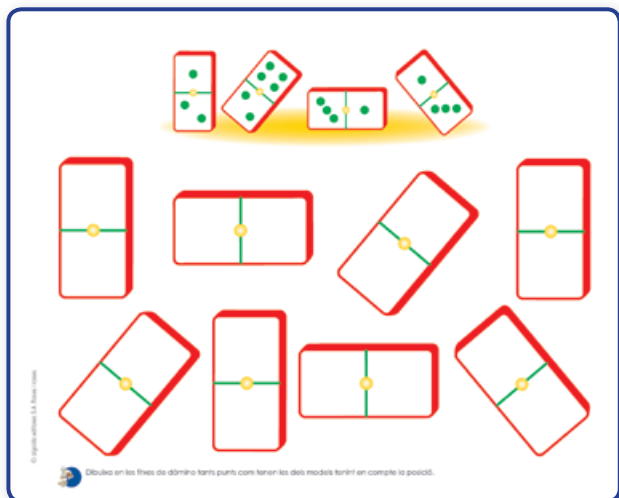 Dibuixa en les fitxes de dòmino tants punts com tenen les dels models tenint en compte la posició.